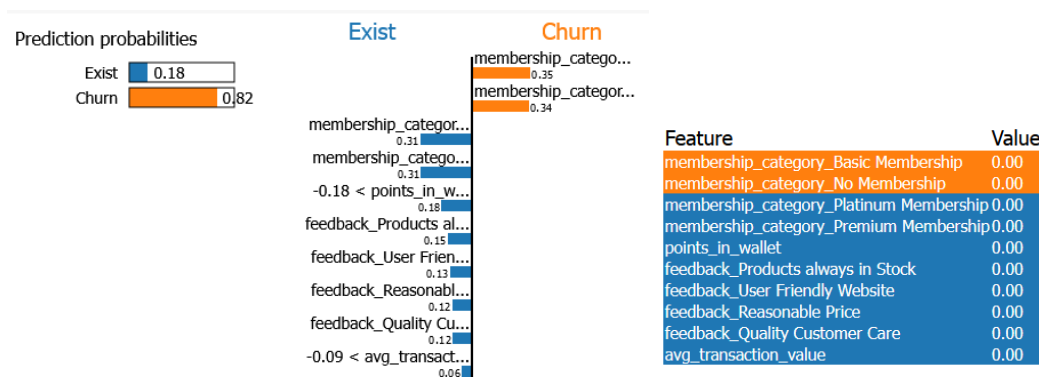 Prediction probabilities
Exist 0.18
Churn 0.82
Exist Churn
membership_catego...
0.35
membership_categor...
0.34
membership_categor...
0.31
membership_catego...
0.31
-0.18 < points_in_w...
0.18
feedback_Products al...
0.15
feedback_User Frien...
0.13
feedback_Reasonabl...
0.12
feedback_Quality Cu...
0.12
-0.09 < avg_transact...
0.06
Feature Value
membership_category_Basic Membership 0.00
membership_category_No Membership 0.00
membership_category_Platinum Membership 0.00
membership_category_Premium Membership 0.00
points_in_wallet 0.00
feedback_Products always in Stock 0.00
feedback_User Friendly Website 0.00
feedback_Reasonable Price 0.00
feedback_Quality Customer Care 0.00
avg_transaction_value 0.00